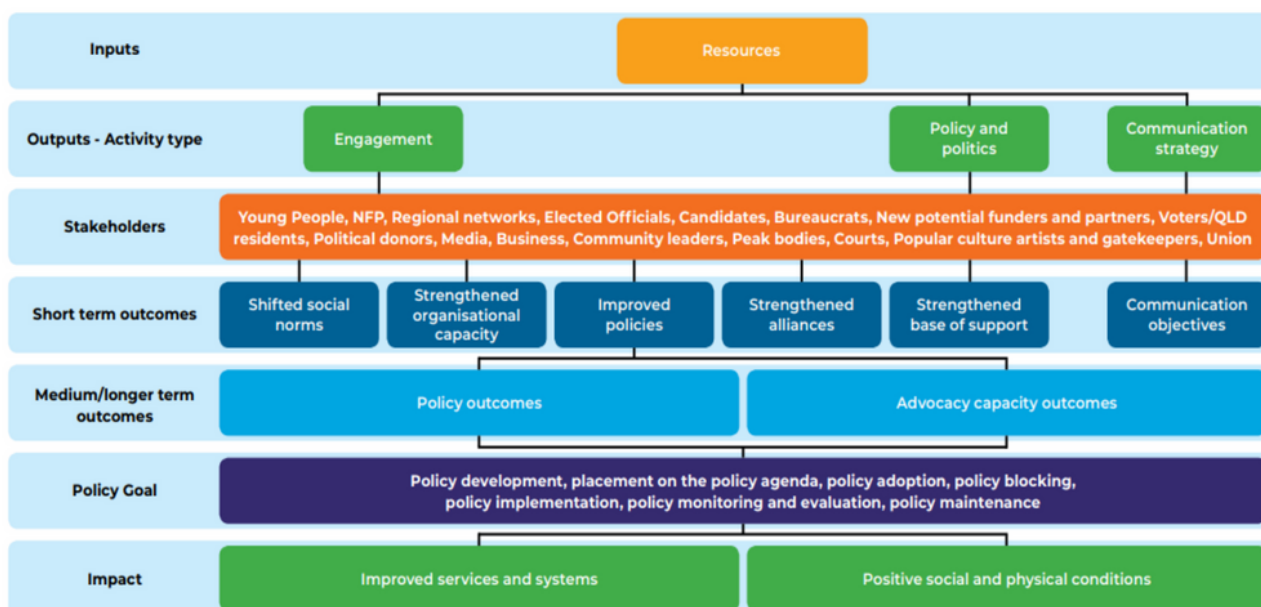 Inputs
Resources
Outputs - Activity type
Engagement
Policy and
politics
Communication
strategy
Stakeholders
Young People, NFP, Regional networks, Elected Officials, Candidates, Bureaucrats, New potential funders and partners, Voters/QLD
residents, Political donors, Media, Business, Community leaders, Peak bodies, Courts, Popular culture artists and gatekeepers, Union
Short term outcomes
Shifted social
norms
Strengthened
organisational
capacity
Improved
policies
Strengthened
alliances
Strengthened
base of support
Communication
objectives
Medium/longer term
outcomes
Policy outcomes
Advocacy capacity outcomes
Policy Goal
Policy development, placement on the policy agenda, policy adoption, policy blocking,
policy implementation, policy monitoring and evaluation, policy maintenance
Impact
Improved services and systems
Positive social and physical conditions